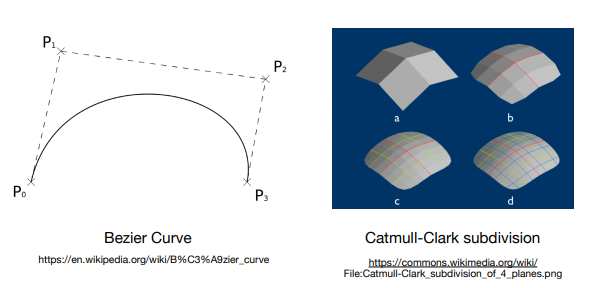 P1
P2
P0
P3
Bezier Curve
https://en.wikipedia.org/wiki/B%C3%A9zier_curve
a
b
c
d
Catmull-Clark subdivision
https://commons.wikimedia.org/wiki/
File:Catmull-Clark_subdivision_of_4_planes.png